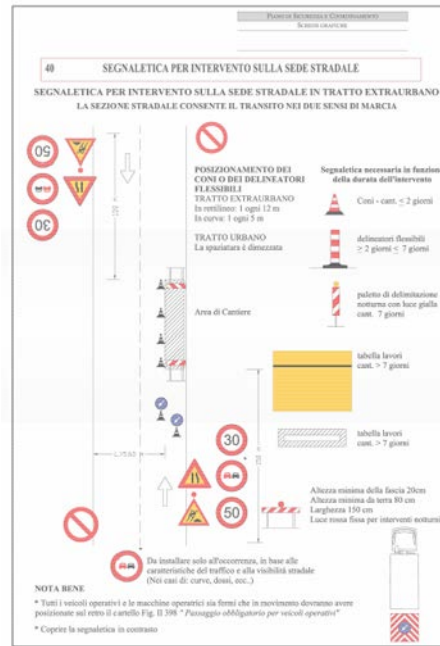 PIANO DI SICUREZZA E COORDINAMENTO
SCHEDE GRAFICHE
40 SEGNALETICA PER INTERVENTO SULLA SEDE STRADALE
SEGNALETICA PER INTERVENTO SULLA SEDE STRADALE IN TRATTO EXTRAURBANO
LA SEZIONE STRADALE CONSENTE IL TRANSITO NEI DUE SENSI DI MARCIA
50
30
POSIZIONAMENTO DEI
CONI O DEI DELINEATORI
FLESSIBILI
TRATTO EXTRAURBANO
In rettilineo: 1 ogni 12 m
In curva: 1 ogni 5 m
TRATTO URBANO
La spaziatura è dimezzata
Area di Cantiere
Segnaletica necessaria in funzione
della durata dell'intervento
Coni - cant. ≤ 2 giorni
delineatori flessibili
≥ 2 giorni ≤ 7 giorni
paletto di delimitazione
notturna con luce gialla
cant. 7 giorni
tabella lavori
cant. > 7 giorni
tabella lavori
cant. > 7 giorni
30
50
Altezza minima della fascia 20cm
Altezza minima da terra 80 cm
Larghezza 150 cm
Luce rossa fissa per interventi notturni
Da installare solo all'occorrenza, in base alle
caratteristiche del traffico e alla visibilità stradale
(Nei casi di: curve, dossi, ecc..)
NOTA BENE
* Tutti i veicoli operativi e le macchine operatrici sia fermi che in movimento dovranno avere
posizionate sul retro il cartello Fig. II 398 "Passaggio obbligatorio per veicoli operativi"
* Coprire la segnaletica in contrasto